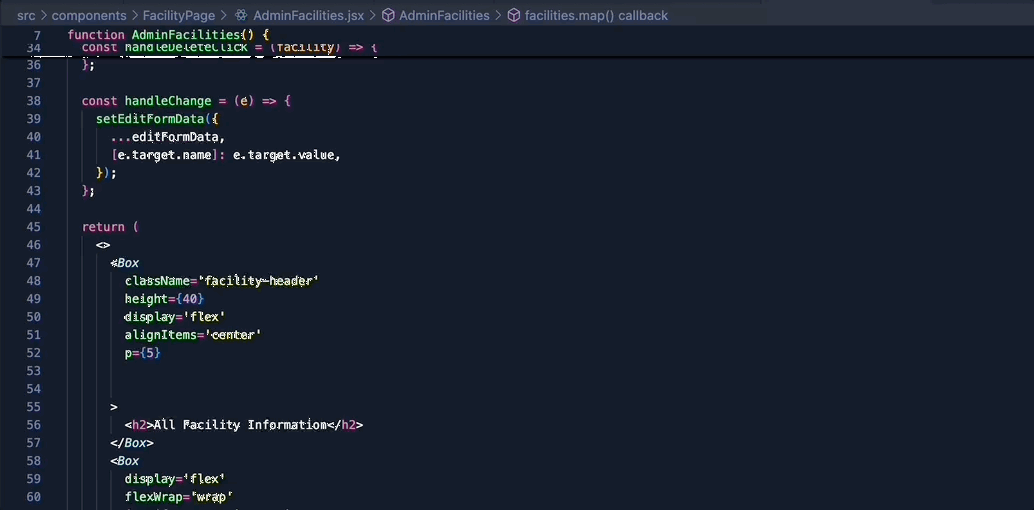 src > components > FacilityPage > AdminFacilities.jsx > AdminFacilities > facilities.map() callback
7 function AdminFacilities() {
34 const handleDeleteClick = (facility) => {
36 };
37
38 const handleChange = (e) => {
39 setEditFormData({
40 ...editFormData,
41 [e.target.name]: e.target.value,
42 });
43 };
44
45 return (
46 <>
47 <Box
48 className='facility-header'
49 height={40}
50 display='flex'
51 alignItems='center'
52 p={5}
53
54
55 >
56 <h2>All Facility Information</h2>
57 </Box>
58 <Box
59 display='flex'
60 flexWrap='wrap'